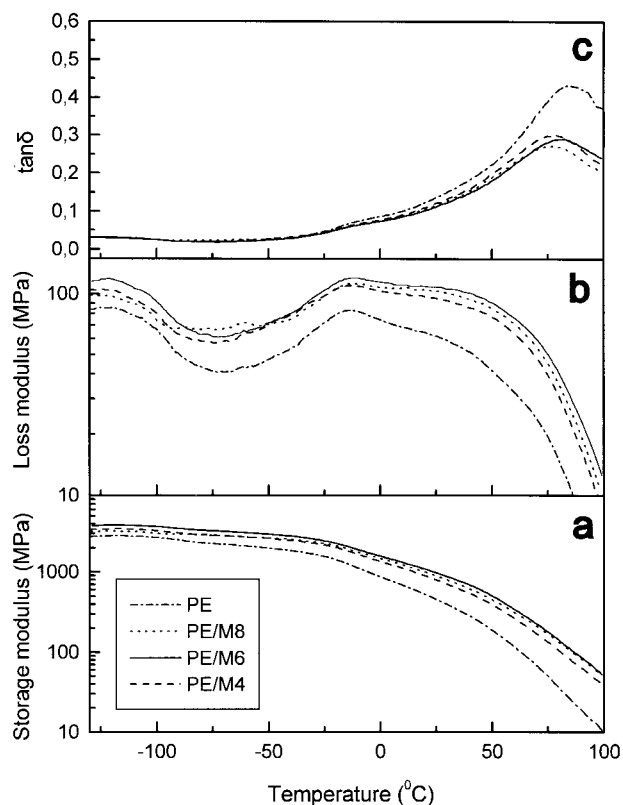 0,6
0,5
0,4
0,3
0,2
0,1
0,0
tanδ
c
100
10
Loss modulus (MPa)
b
1000
100
10
Storage modulus (MPa)
a
PE
PE/M8
PE/M6
PE/M4
-100 -50 0 50 100
Temperature (⁰C)